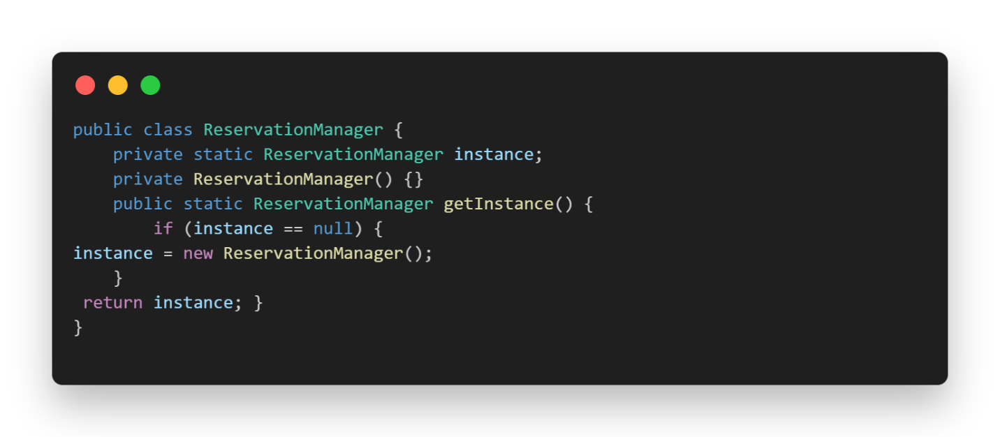 public class ReservationManager {
    private static ReservationManager instance;
    private ReservationManager() {}
    public static ReservationManager getInstance() {
        if (instance == null) {
instance = new ReservationManager();
    }
 return instance; }
}